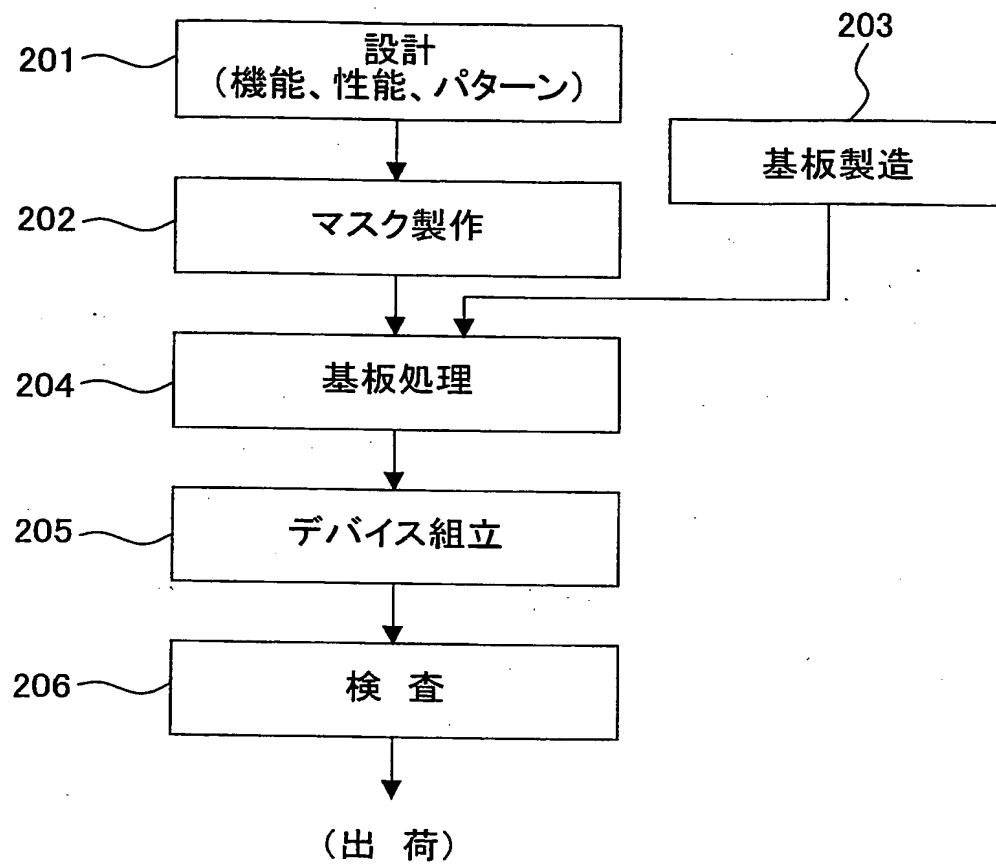 201
設計
(機能、性能、パターン)
203
基板製造
202
マスク製作
204
基板処理
205
デバイス組立
206
検 査
(出 荷)